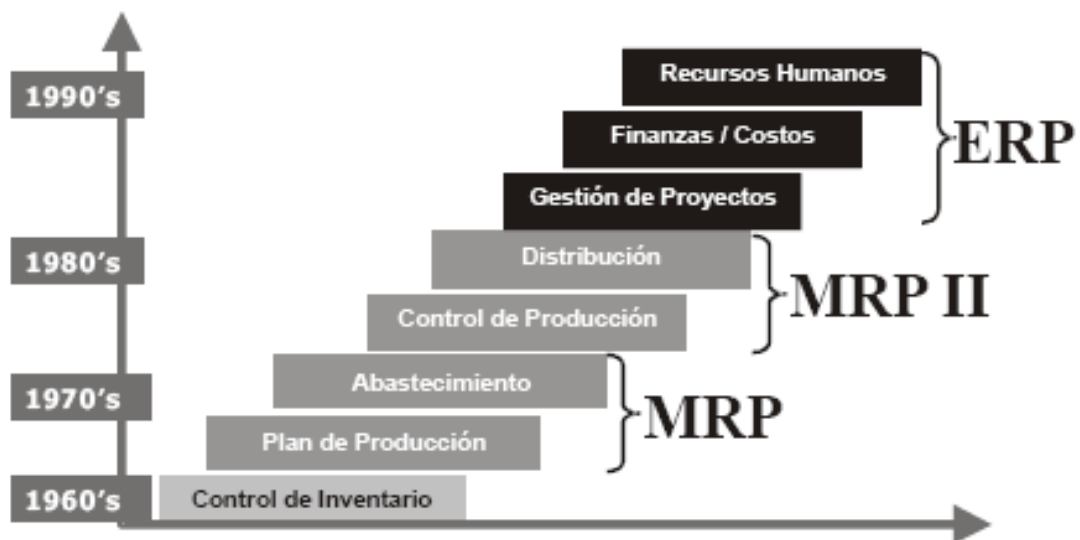 1990's
Recursos Humanos
Finanzas / Costos
ERP
Gestión de Proyectos
1980's
Distribución
Control de Producción
MRP II
1970's
Abastecimiento
Plan de Producción
MRP
1960's
Control de Inventario